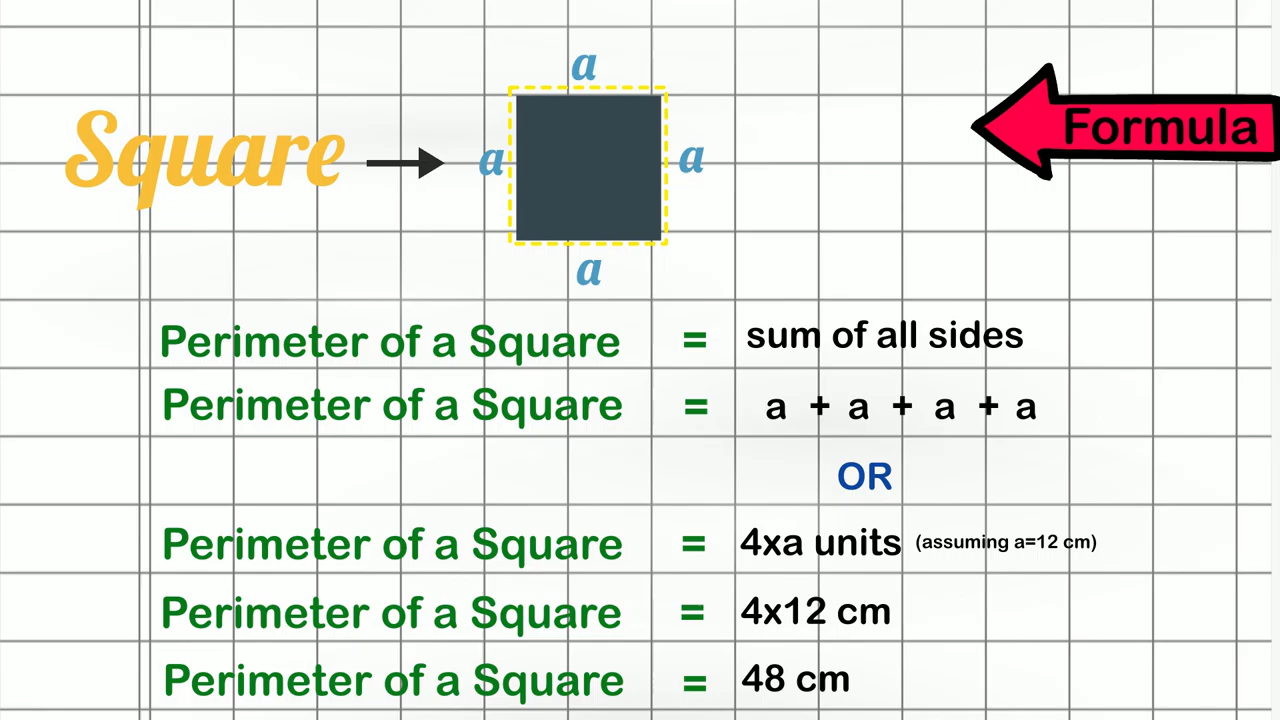 a
Square
a
a
Formula
a
Perimeter of a Square = sum of all sides
Perimeter of a Square = a + a + a + a
OR
Perimeter of a Square = 4xa units (assuming a=12 cm)
Perimeter of a Square = 4x12 cm
Perimeter of a Square = 48 cm